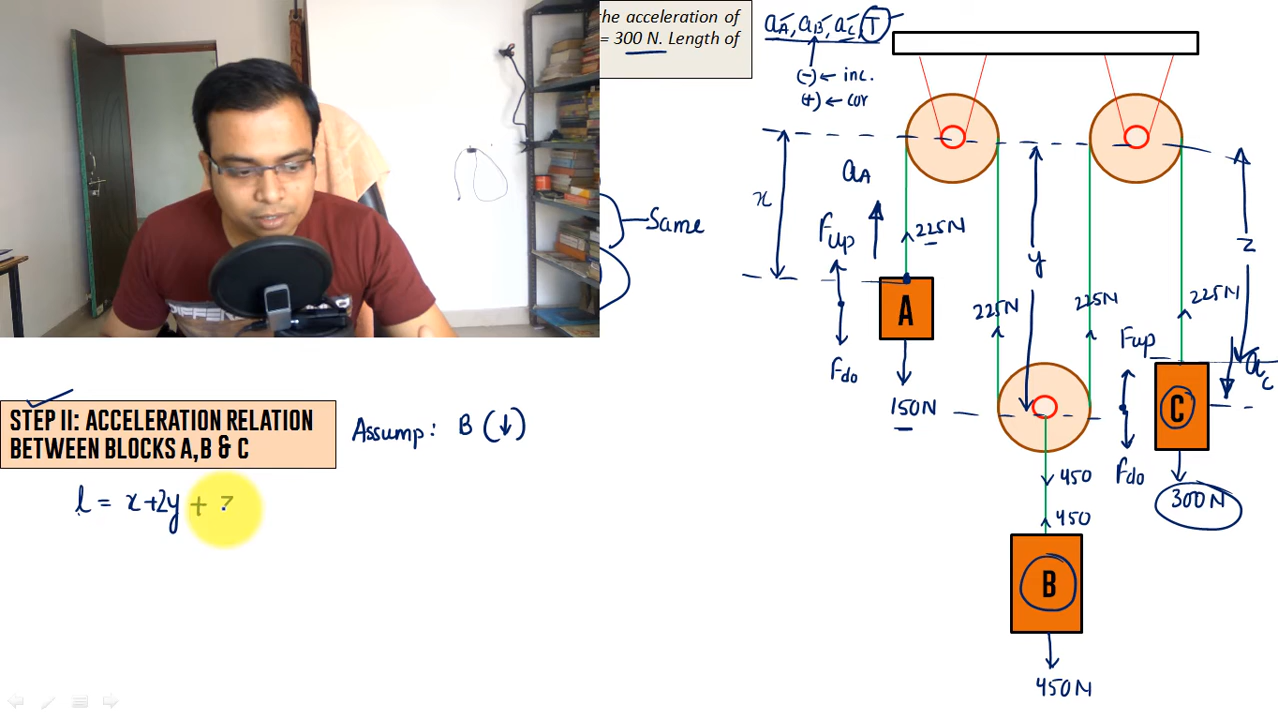 he acceleration of
= 300 N. Length of
aA, aB, aC, T
(-) ← inc.
(+) ← cor
Same
x
aA
Fup
225N
A
Fdo
150N
y
225N
225N
z
225N
Fup
aC
C
Fdo
300N
450
450
B
450N
STEP II: ACCELERATION RELATION
BETWEEN BLOCKS A,B & C
Assump: B (↓)
l = x+2y + z